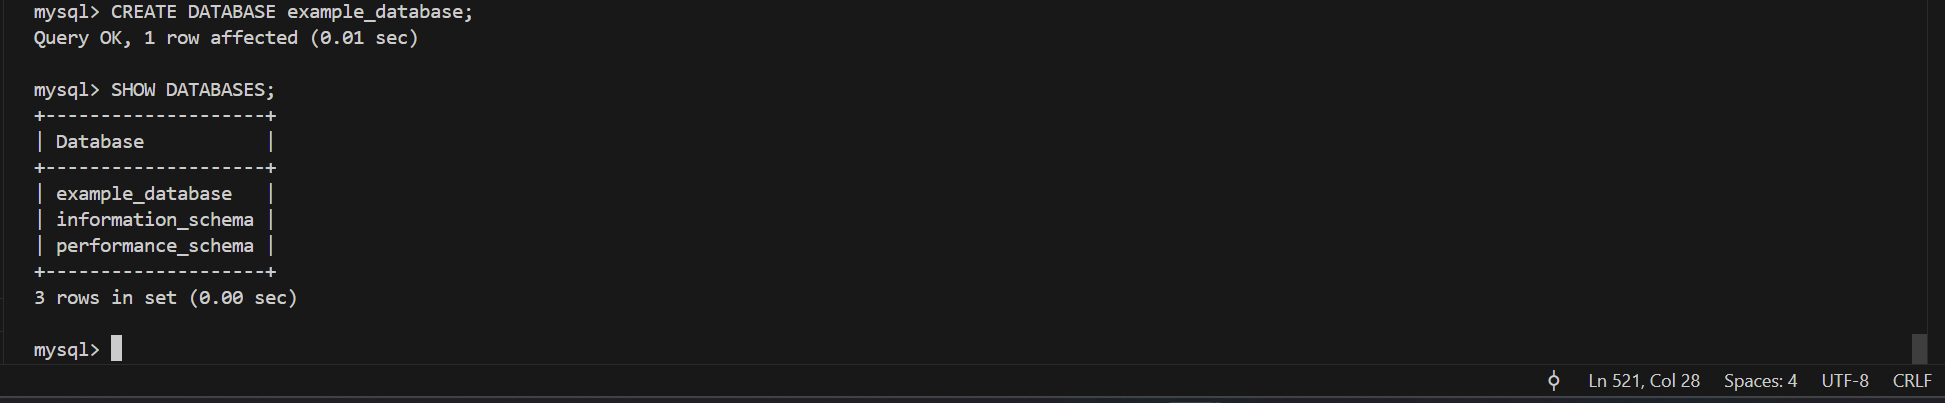 mysql> CREATE DATABASE example_database;
Query OK, 1 row affected (0.01 sec)
mysql> SHOW DATABASES;
+--------------------+
| Database           |
+--------------------+
| example_database   |
| information_schema |
| performance_schema |
+--------------------+
3 rows in set (0.00 sec)
mysql>
Ln 521, Col 28 Spaces: 4 UTF-8 CRLF